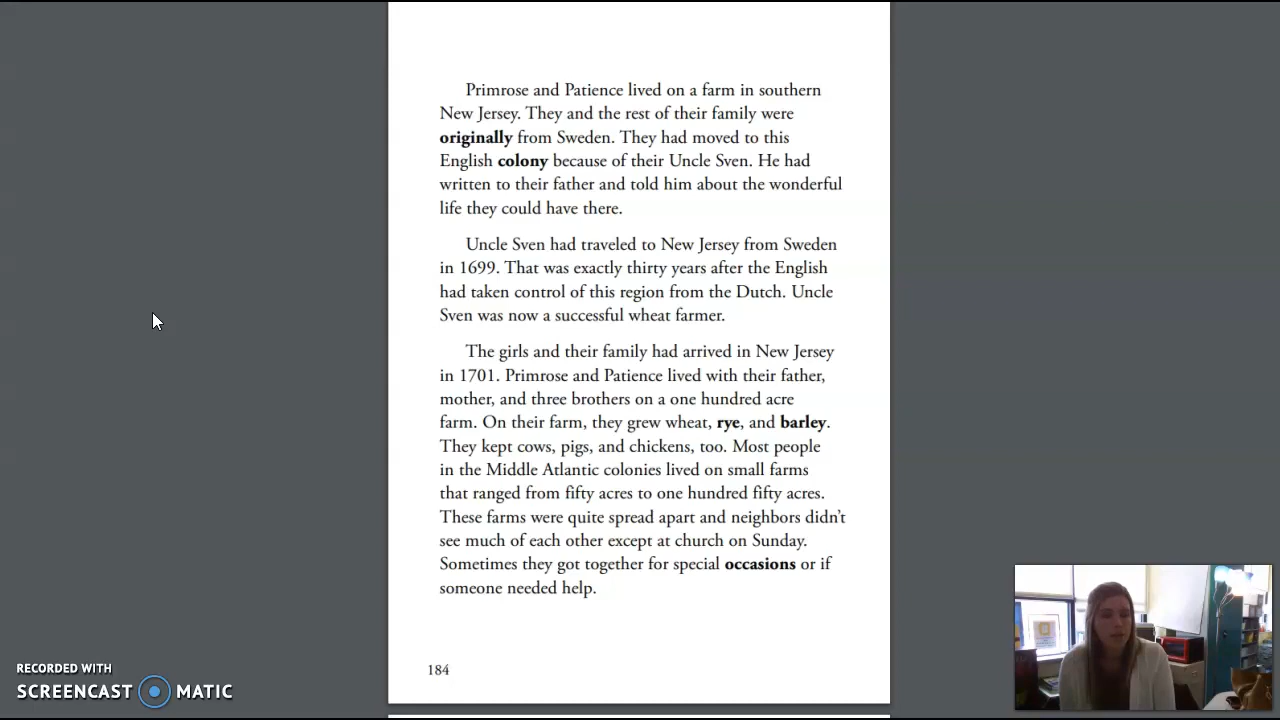 Primrose and Patience lived on a farm in southern
New Jersey. They and the rest of their family were
originally from Sweden. They had moved to this
English colony because of their Uncle Sven. He had
written to their father and told him about the wonderful
life they could have there.
Uncle Sven had traveled to New Jersey from Sweden
in 1699. That was exactly thirty years after the English
had taken control of this region from the Dutch. Uncle
Sven was now a successful wheat farmer.
The girls and their family had arrived in New Jersey
in 1701. Primrose and Patience lived with their father,
mother, and three brothers on a one hundred acre
farm. On their farm, they grew wheat, rye, and barley.
They kept cows, pigs, and chickens, too. Most people
in the Middle Atlantic colonies lived on small farms
that ranged from fifty acres to one hundred fifty acres.
These farms were quite spread apart and neighbors didn't
see much of each other except at church on Sunday.
Sometimes they got together for special occasions or if
someone needed help.
184
RECORDED WITH
SCREENCAST MATIC